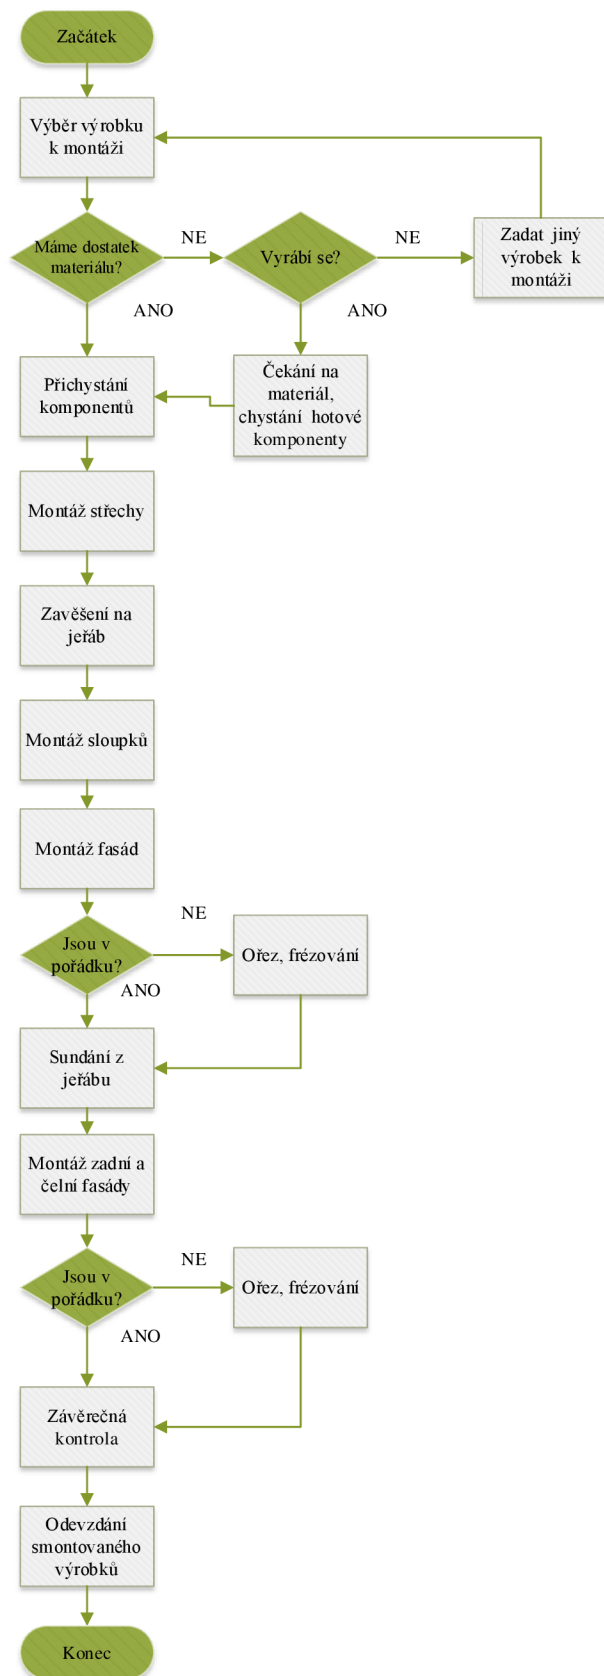 Začátek
Výběr výrobku
k montáži
Máme dostatek
materiálu?
NE
Vyrábí se?
NE
Zadat jiný
výrobek k
montáži
ANO
ANO
Přichystání
komponentů
Čekání na
materiál,
chystání hotové
komponenty
Montáž střechy
Zavěšení na
jeřáb
Montáž sloupků
Montáž fasád
Jsou v
pořádku?
NE
Ořez, frézování
ANO
Sundání z
jeřábu
Montáž zadní a
čelní fasády
Jsou v
pořádku?
NE
Ořez, frézování
ANO
Závěrečná
kontrola
Odevzdání
smontovaného
výrobků
Konec